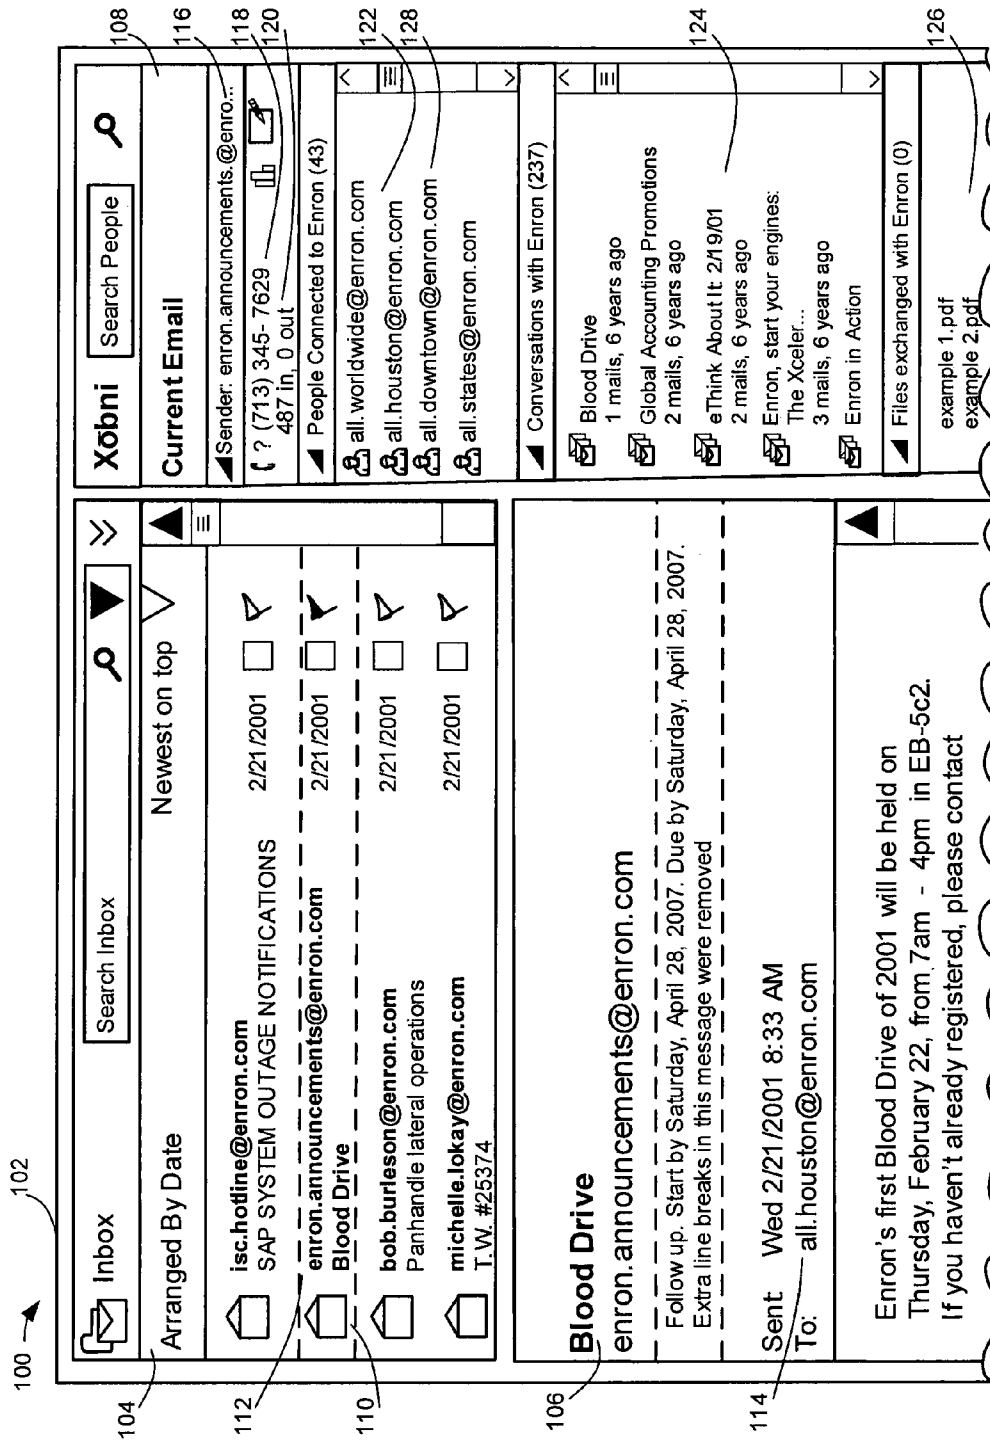 100
102
104
112
110
106
114
108
116
118
120
122
128
124
126
Inbox
Search Inbox
Arranged By Date
Newest on top
isc.hotline@enron.com
SAP SYSTEM OUTAGE NOTIFICATIONS
2/21/2001
enron.announcements@enron.com
Blood Drive
2/21/2001
bob.burleson@enron.com
Panhandle lateral operations
2/21/2001
michelle.lokay@enron.com
T.W. #25374
2/21/2001
Blood Drive
enron.announcements@enron.com
Follow up. Start by Saturday, April 28, 2007. Due by Saturday, April 28, 2007.
Extra line breaks in this message were removed
Sent Wed 2/21/2001 8:33 AM
To: all.houston@enron.com
Enron's first Blood Drive of 2001 will be held on
Thursday, February 22, from 7am - 4pm in EB-5c2.
If you haven't already registered, please contact
Xobni
Search People
Current Email
Sender: enron.announcements.@enro...
? (713) 345- 7629
487 in, 0 out
People Connected to Enron (43)
all.worldwide@enron.com
all.houston@enron.com
all.downtown@enron.com
all.states@enron.com
Conversations with Enron (237)
Blood Drive
1 mails, 6 years ago
Global Accounting Promotions
2 mails, 6 years ago
eThink About It: 2/19/01
2 mails, 6 years ago
Enron, start your engines:
The Xceler...
3 mails, 6 years ago
Enron in Action
Files exchanged with Enron (0)
example 1.pdf
example 2.pdf